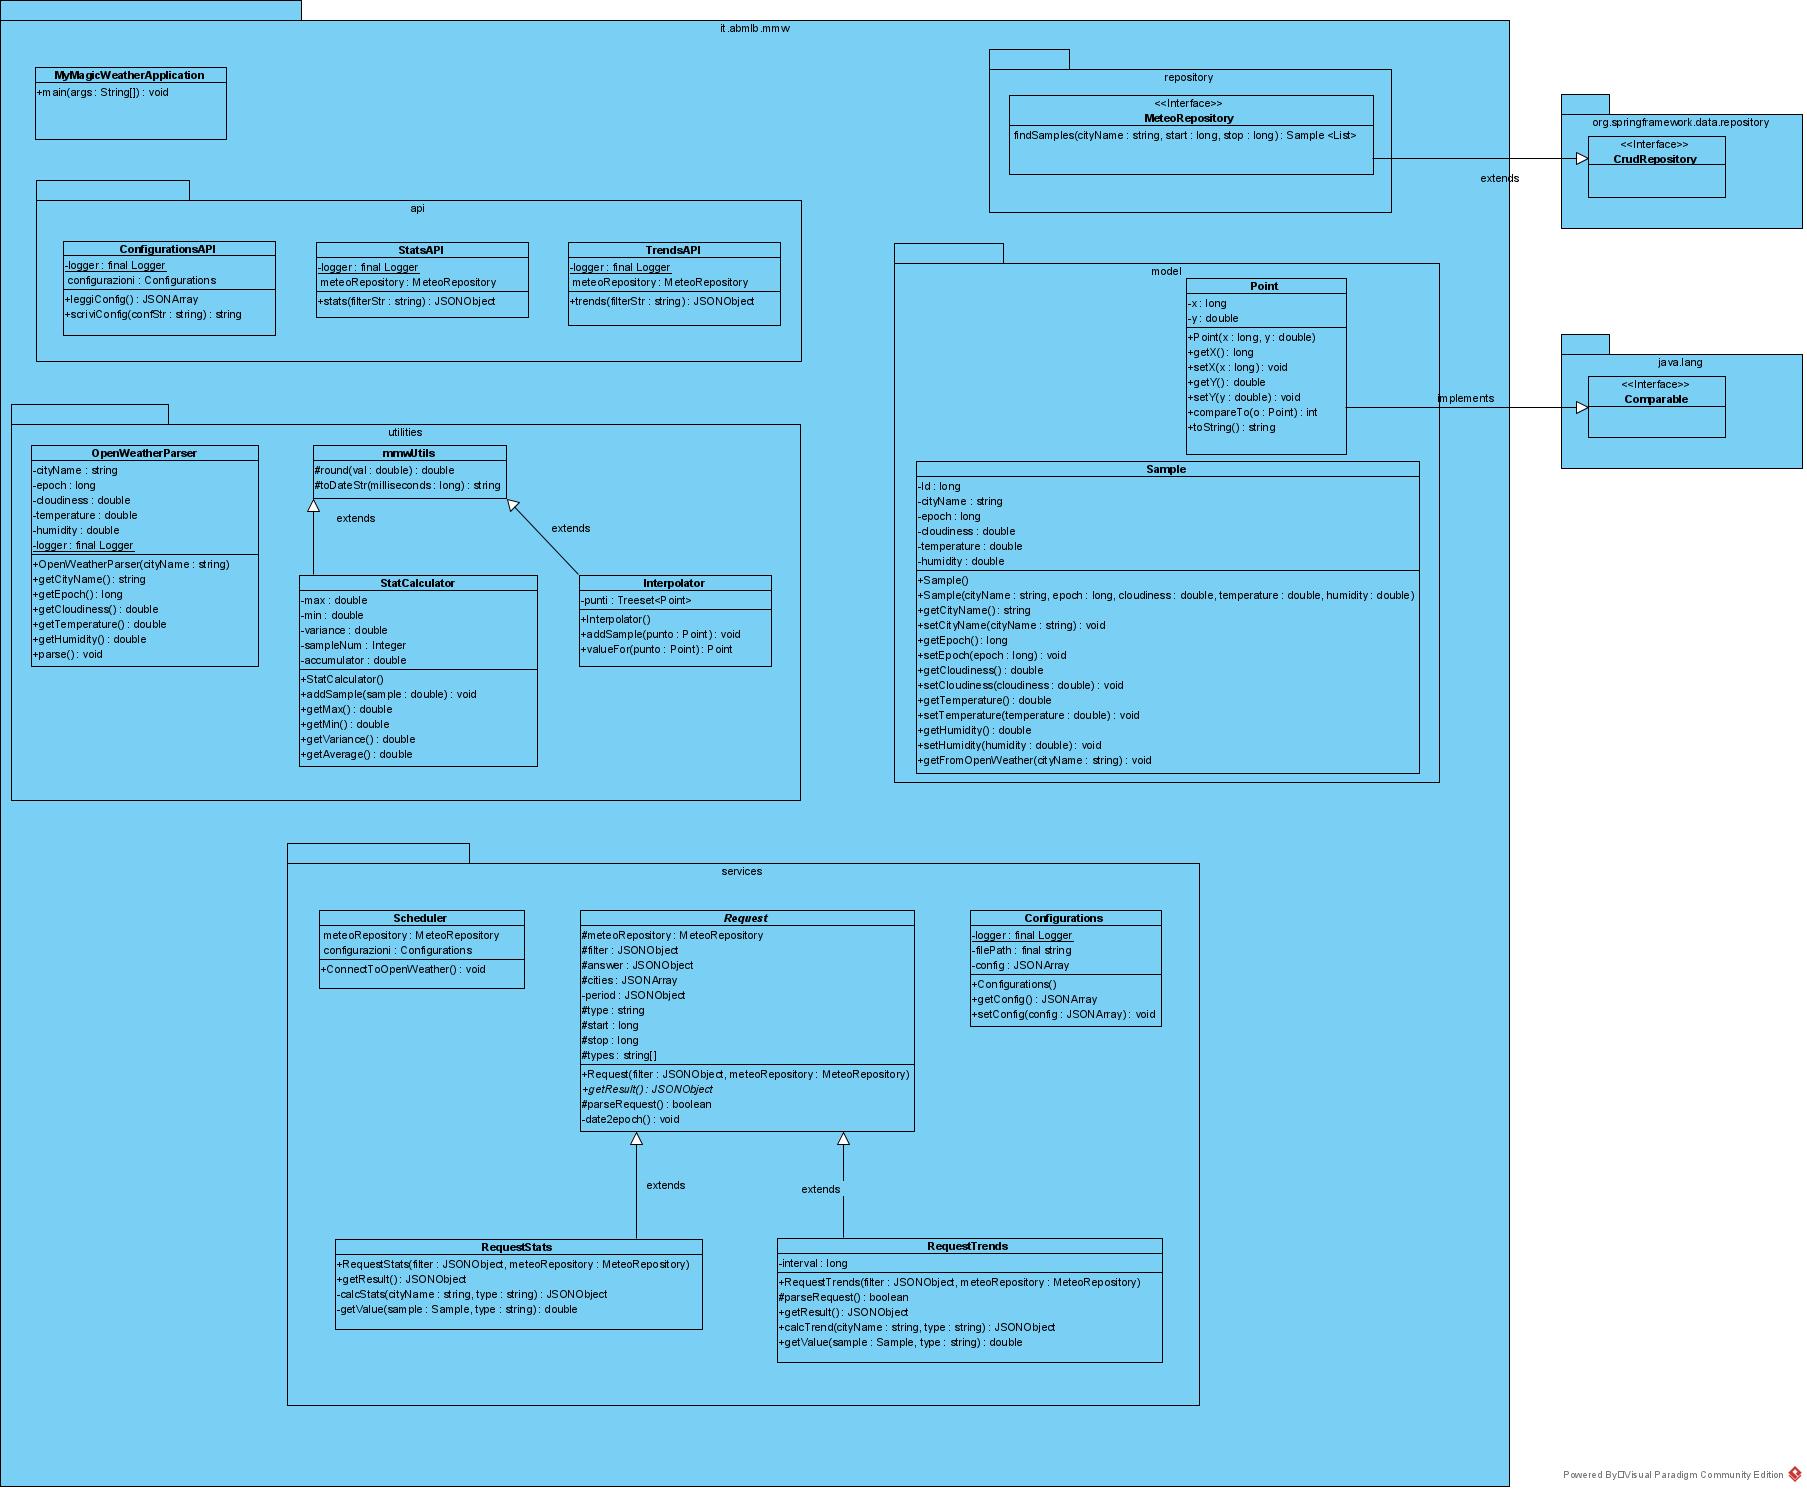 it.abmlb.mmw
MyMagicWeatherApplication
+main(args : String[]) : void
repository
<<Interface>>
MeteoRepository
findSamples(cityName : string, start : long, stop : long) : Sample <List>
org.springframework.data.repository
<<Interface>>
CrudRepository
extends
api
ConfigurationsAPI
-logger : final Logger
configurazioni : Configurations
+leggiConfig() : JSONArray
+scriviConfig(confStr : string) : string
StatsAPI
-logger : final Logger
meteoRepository : MeteoRepository
+stats(filterStr : string) : JSONObject
TrendsAPI
-logger : final Logger
meteoRepository : MeteoRepository
+trends(filterStr : string) : JSONObject
model
Point
-x : long
-y : double
+Point(x : long, y : double)
+getX() : long
+setX(x : long) : void
+getY() : double
+setY(y : double) : void
+compareTo(o : Point) : int
+toString() : string
implements
java.lang
<<Interface>>
Comparable
Sample
-Id : long
-cityName : string
-epoch : long
-cloudiness : double
-temperature : double
-humidity : double
+Sample()
+Sample(cityName : string, epoch : long, cloudiness : double, temperature : double, humidity : double)
+getCityName() : string
+setCityName(cityName : string) : void
+getEpoch() : long
+setEpoch(epoch : long) : void
+getCloudiness() : double
+setCloudiness(cloudiness : double) : void
+getTemperature() : double
+setTemperature(temperature : double) : void
+getHumidity() : double
+setHumidity(humidity : double) : void
+getFromOpenWeather(cityName : string) : void
utilities
OpenWeatherParser
-cityName : string
-epoch : long
-cloudiness : double
-temperature : double
-humidity : double
-logger : final Logger
+OpenWeatherParser(cityName : string)
+getCityName() : string
+getEpoch() : long
+getCloudiness() : double
+getTemperature() : double
+getHumidity() : double
+parse() : void
mmwUtils
#round(val : double) : double
#toDateStr(milliseconds : long) : string
extends
extends
StatCalculator
-max : double
-min : double
-variance : double
-sampleNum : Integer
-accumulator : double
+StatCalculator()
+addSample(sample : double) : void
+getMax() : double
+getMin() : double
+getVariance() : double
+getAverage() : double
Interpolator
-punti : Treeset<Point>
+Interpolator()
+addSample(punto : Point) : void
+valueFor(punto : Point) : Point
services
Scheduler
meteoRepository : MeteoRepository
configurazioni : Configurations
+ConnectToOpenWeather() : void
Request
#meteoRepository : MeteoRepository
#filter : JSONObject
#answer : JSONObject
#cities : JSONArray
-period : JSONObject
#type : string
#start : long
#stop : long
#types : string[]
+Request(filter : JSONObject, meteoRepository : MeteoRepository)
+getResult() : JSONObject
#parseRequest() : boolean
-date2epoch() : void
Configurations
-logger : final Logger
-filePath : final string
-config : JSONArray
+Configurations()
+getConfig() : JSONArray
+setConfig(config : JSONArray) : void
extends
extends
RequestStats
+RequestStats(filter : JSONObject, meteoRepository : MeteoRepository)
+getResult() : JSONObject
-calcStats(cityName : string, type : string) : JSONObject
-getValue(sample : Sample, type : string) : double
RequestTrends
-interval : long
+RequestTrends(filter : JSONObject, meteoRepository : MeteoRepository)
#parseRequest() : boolean
+getResult() : JSONObject
+calcTrend(cityName : string, type : string) : JSONObject
+getValue(sample : Sample, type : string) : double
Powered By□Visual Paradigm Community Edition